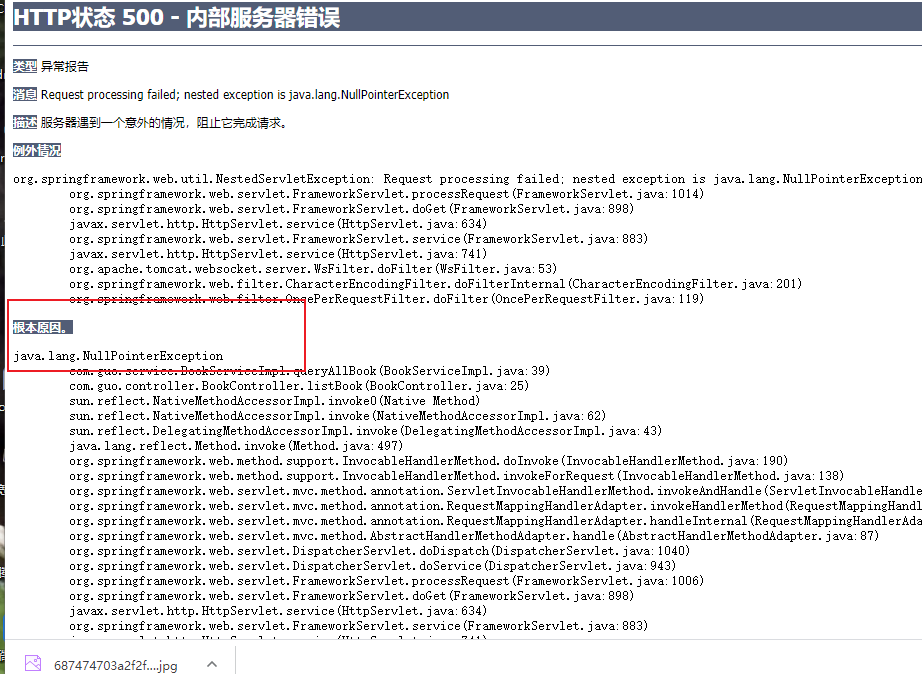 HTTP状态 500 - 内部服务器错误
类型 异常报告
消息 Request processing failed; nested exception is java.lang.NullPointerException
描述 服务器遇到一个意外的情况，阻止它完成请求。
例外情况
org.springframework.web.util.NestedServletException: Request processing failed; nested exception is java.lang.NullPointerException
org.springframework.web.servlet.FrameworkServlet.processRequest(FrameworkServlet.java:1014)
org.springframework.web.servlet.FrameworkServlet.doGet(FrameworkServlet.java:898)
javax.servlet.http.HttpServlet.service(HttpServlet.java:634)
org.springframework.web.servlet.FrameworkServlet.service(FrameworkServlet.java:883)
javax.servlet.http.HttpServlet.service(HttpServlet.java:741)
org.apache.tomcat.websocket.server.WsFilter.doFilter(WsFilter.java:53)
org.springframework.web.filter.CharacterEncodingFilter.doFilterInternal(CharacterEncodingFilter.java:201)
org.springframework.web.filter.OncePerRequestFilter.doFilter(OncePerRequestFilter.java:119)
根本原因。
java.lang.NullPointerException
com.guo.service.BookServiceImpl.queryAllBook(BookServiceImpl.java:39)
com.guo.controller.BookController.listBook(BookController.java:25)
sun.reflect.NativeMethodAccessorImpl.invoke0(Native Method)
sun.reflect.NativeMethodAccessorImpl.invoke(NativeMethodAccessorImpl.java:62)
sun.reflect.DelegatingMethodAccessorImpl.invoke(DelegatingMethodAccessorImpl.java:43)
java.lang.reflect.Method.invoke(Method.java:497)
org.springframework.web.method.support.InvocableHandlerMethod.doInvoke(InvocableHandlerMethod.java:190)
org.springframework.web.method.support.InvocableHandlerMethod.invokeForRequest(InvocableHandlerMethod.java:138)
org.springframework.web.servlet.mvc.method.annotation.ServletInvocableHandlerMethod.invokeAndHandle(ServletInvocableHandle
org.springframework.web.servlet.mvc.method.annotation.RequestMappingHandlerAdapter.invokeHandlerMethod(RequestMappingHandl
org.springframework.web.servlet.mvc.method.annotation.RequestMappingHandlerAdapter.handleInternal(RequestMappingHandlerAda
org.springframework.web.servlet.mvc.method.AbstractHandlerMethodAdapter.handle(AbstractHandlerMethodAdapter.java:87)
org.springframework.web.servlet.DispatcherServlet.doDispatch(DispatcherServlet.java:1040)
org.springframework.web.servlet.DispatcherServlet.doService(DispatcherServlet.java:943)
org.springframework.web.servlet.FrameworkServlet.processRequest(FrameworkServlet.java:1006)
org.springframework.web.servlet.FrameworkServlet.doGet(FrameworkServlet.java:898)
javax.servlet.http.HttpServlet.service(HttpServlet.java:634)
org.springframework.web.servlet.FrameworkServlet.service(FrameworkServlet.java:883)
687474703a2f2f....jpg